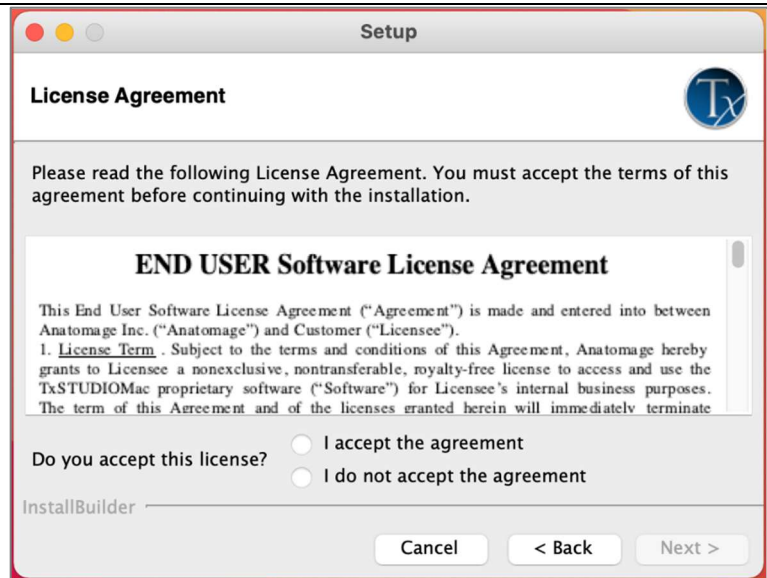 Setup
License Agreement
Tx
Please read the following License Agreement. You must accept the terms of this
agreement before continuing with the installation.
END USER Software License Agreement
This End User Software License Agreement (“Agreement”) is made and entered into between
Anatomage Inc. (“Anatomage”) and Customer (“Licensee”).
1. License Term . Subject to the terms and conditions of this Agreement, Anatomage hereby
grants to Licensee a nonexclusive, nontransferable, royalty-free license to access and use the
TxSTUDIOMac proprietary software (“Software”) for Licensee’s internal business purposes.
The term of this Agreement and of the licenses granted herein will immediately terminate
Do you accept this license?
I accept the agreement
I do not accept the agreement
InstallBuilder
Cancel
< Back
Next >